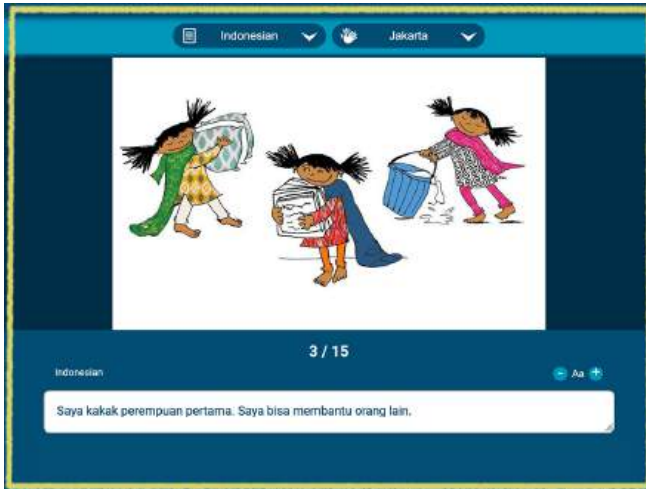 Indonesian Jakarta
3 / 15
Indonesian - Aa +
Saya kakak perempuan pertama. Saya bisa membantu orang lain.